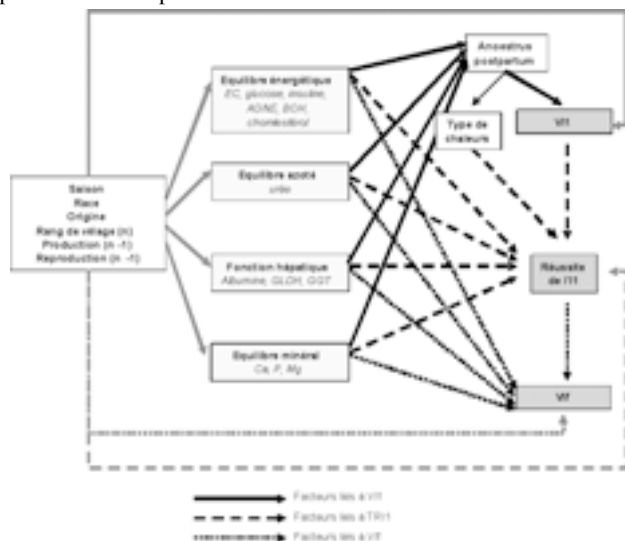 Anoestrus
postpartum
Equilibre énergétique
EC, glucose, insuline,
AGNE, BOH,
cholestérol
Type de
chaleurs
VI1
Equilibre azoté
urée
Saison
Race
Origine
Rang de vêlage (n)
Production (n -1)
Reproduction (n -1)
Fonction hépatique
Albumine, GLDH, GGT
Réussite
de l'I1
Equilibre minéral
Ca, P, Mg
VIf
Facteurs liés à VI1
Facteurs liés à TRI1
Facteurs liés à VIf